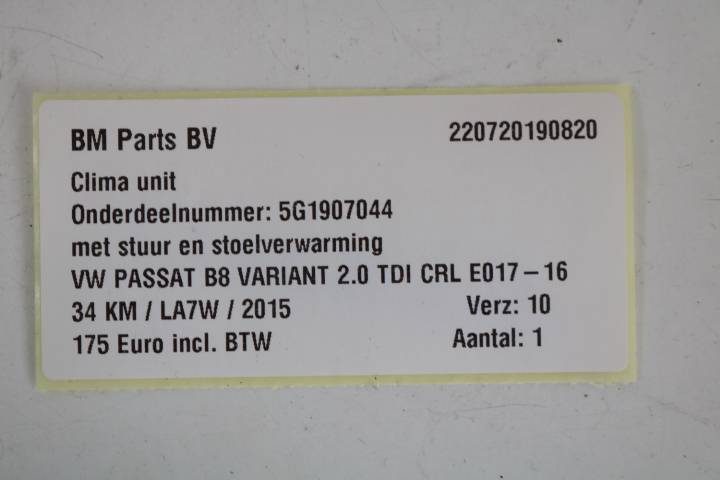 BM Parts BV 220720190820
Clima unit
Onderdeelnummer: 5G1907044
met stuur en stoelverwarming
VW PASSAT B8 VARIANT 2.0 TDI CRL E017-16
34 KM / LA7W / 2015 Verz: 10
175 Euro incl. BTW Aantal: 1